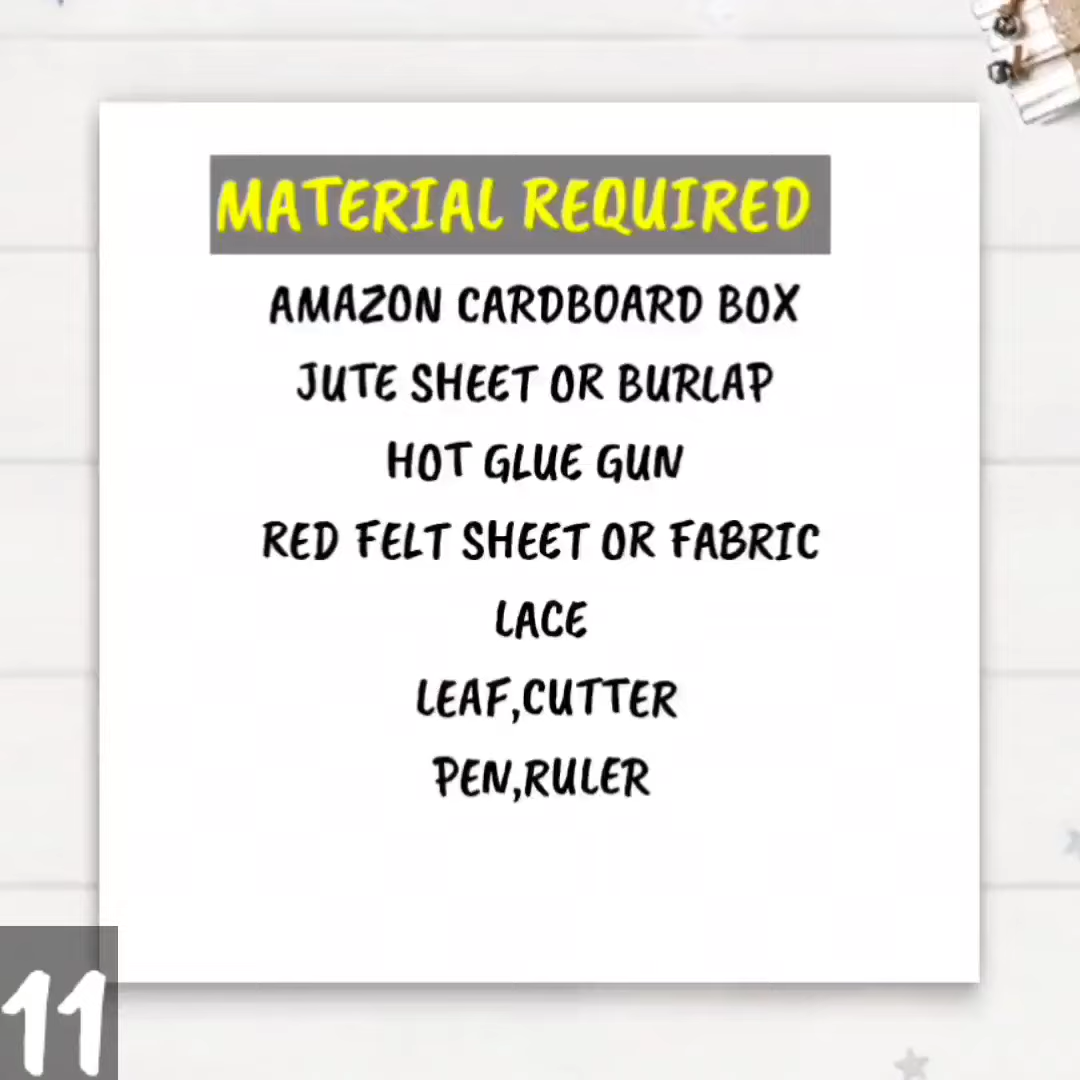 MATERIAL REQUIRED
AMAZON CARDBOARD BOX
JUTE SHEET OR BURLAP
HOT GLUE GUN
RED FELT SHEET OR FABRIC
LACE
LEAF,CUTTER
PEN,RULER
11